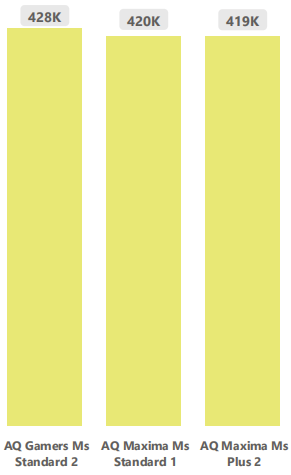 428K
420K
419K
AQ Gamers Ms
Standard 2
AQ Maxima Ms
Standard 1
AQ Maxima Ms
Plus 2